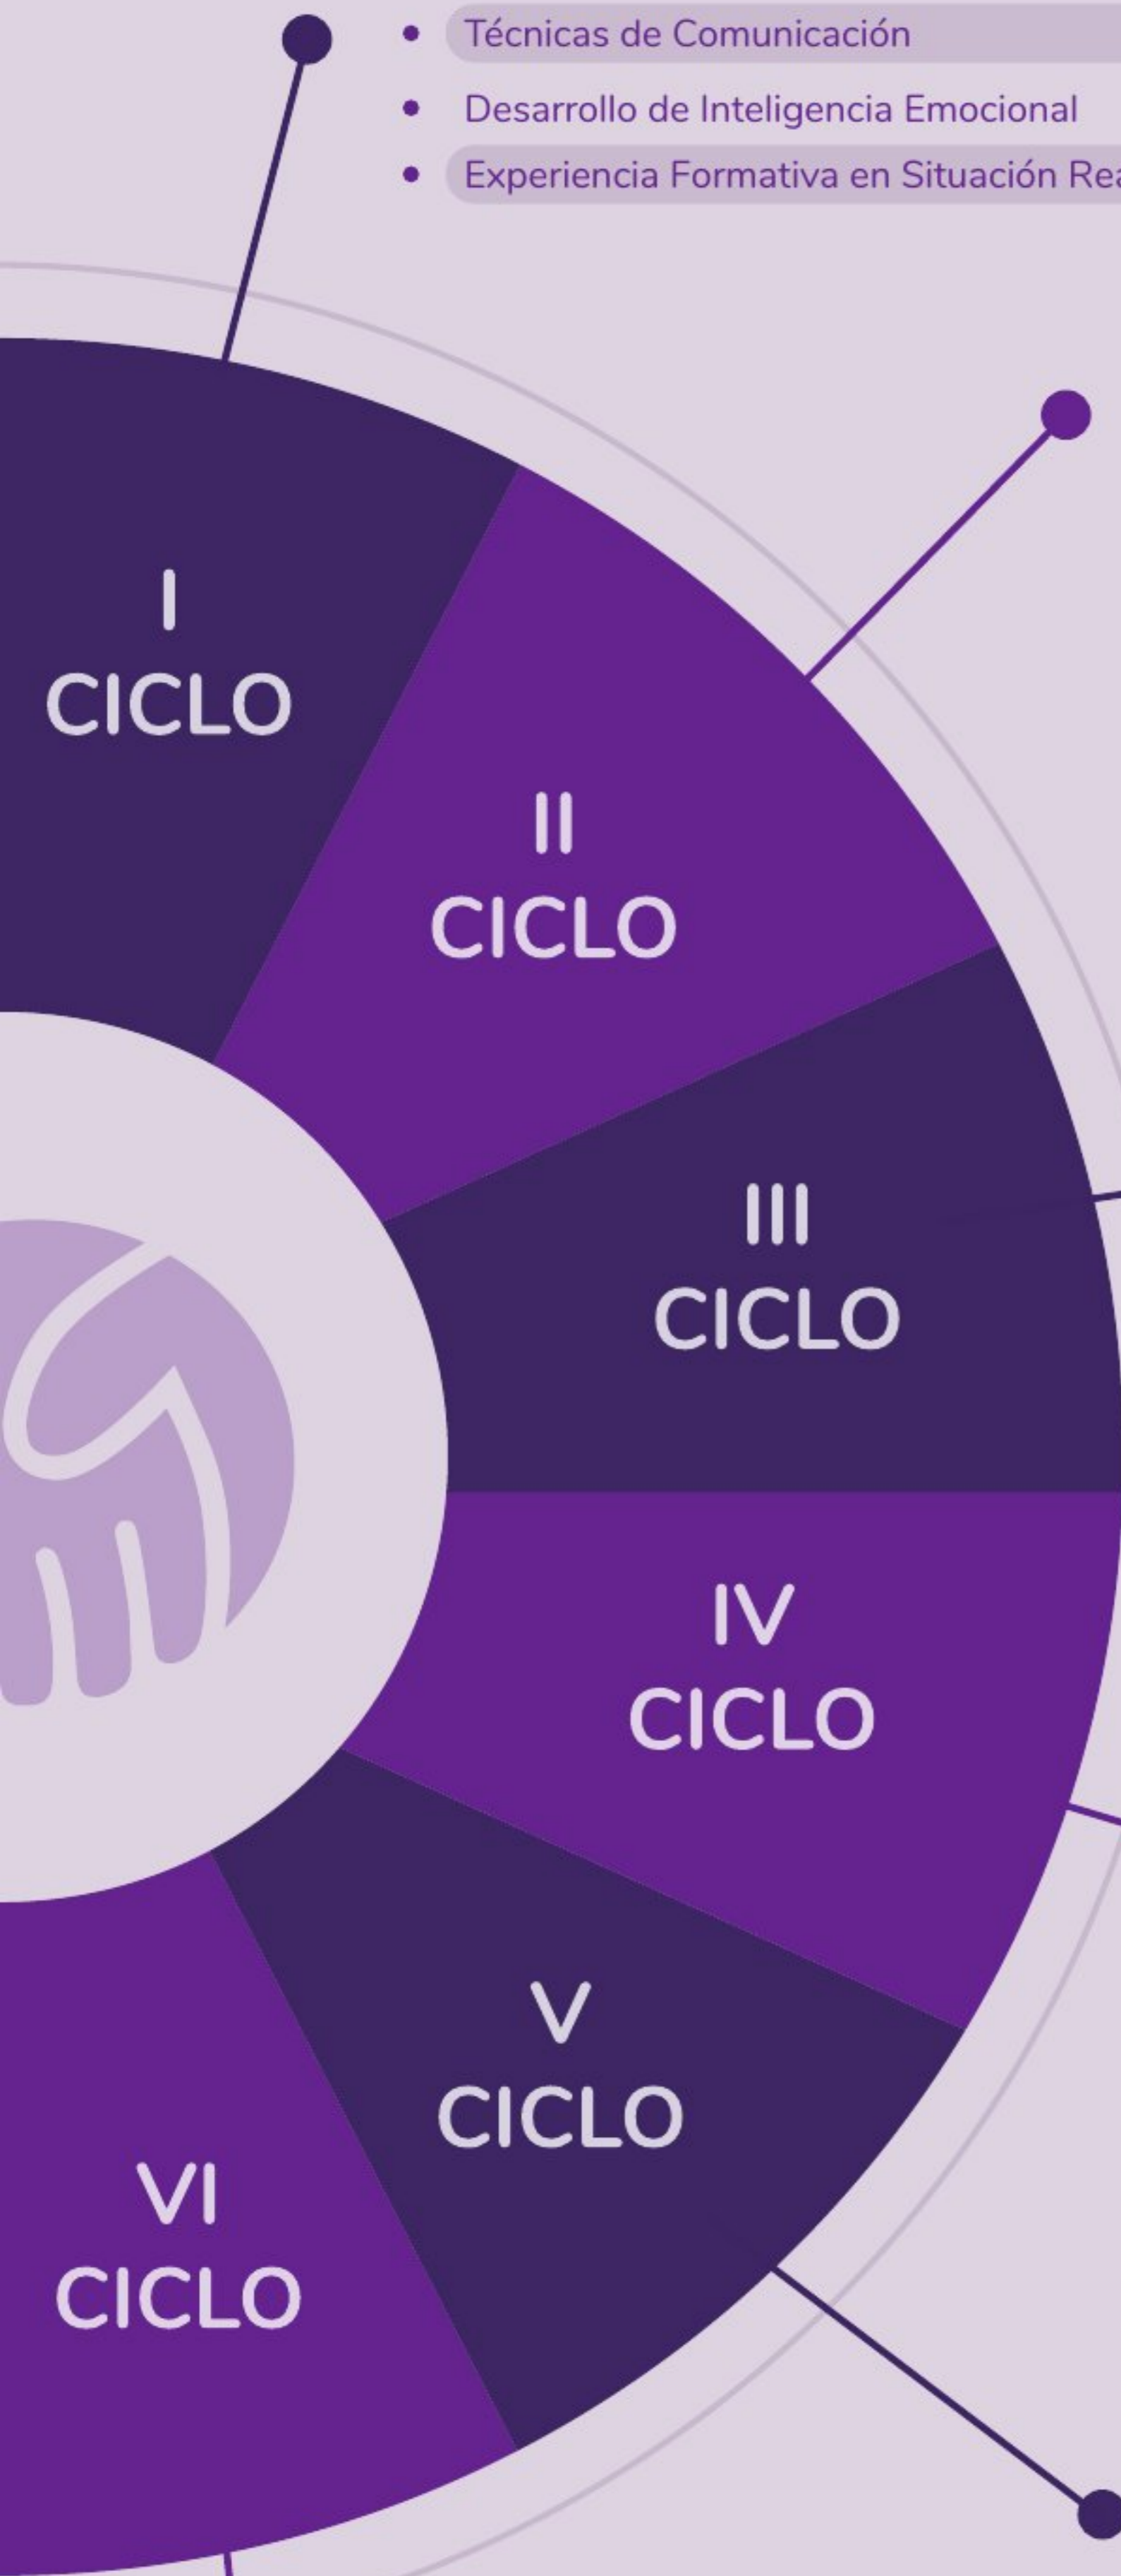 Técnicas de Comunicación
Desarrollo de Inteligencia Emocional
Experiencia Formativa en Situación
I
CICLO
II
CICLO
III
CICLO
IV
CICLO
V
CICLO
VI
CICLO